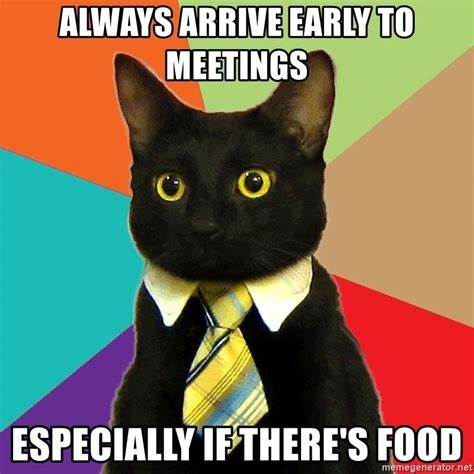 ALWAYS ARRIVE EARLY TO
MEETINGS
ESPECIALLY IF THERE'S FOOD
memegenerator.net